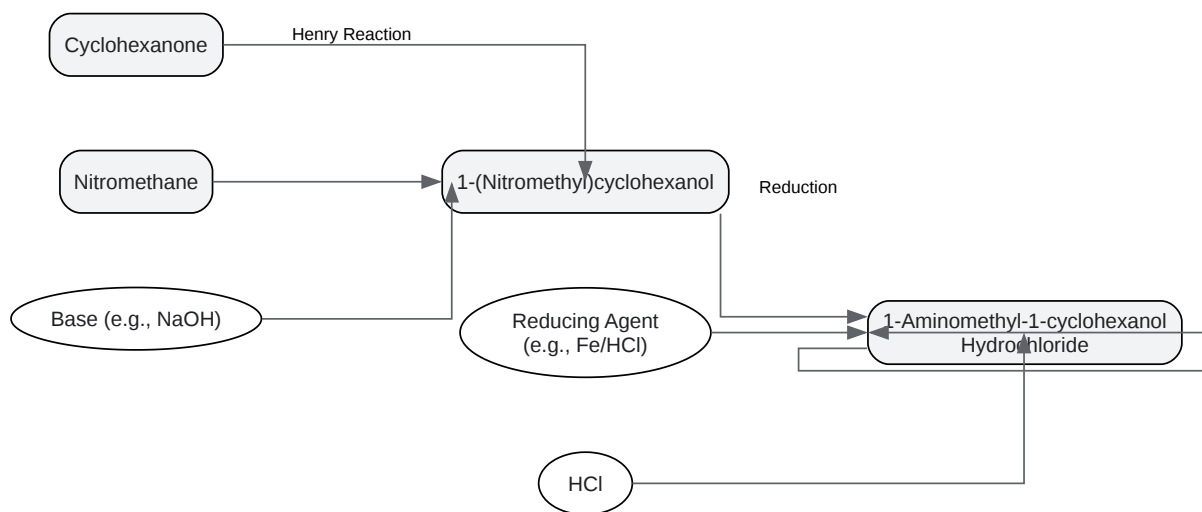 Cyclohexanone
Henry Reaction
Nitromethane
1-(Nitromethyl)cyclohexanol
Reduction
Base (e.g., NaOH)
Reducing Agent
(e.g., Fe/HCl)
1-Aminomethyl-1-cyclohexanol
Hydrochloride
HCl